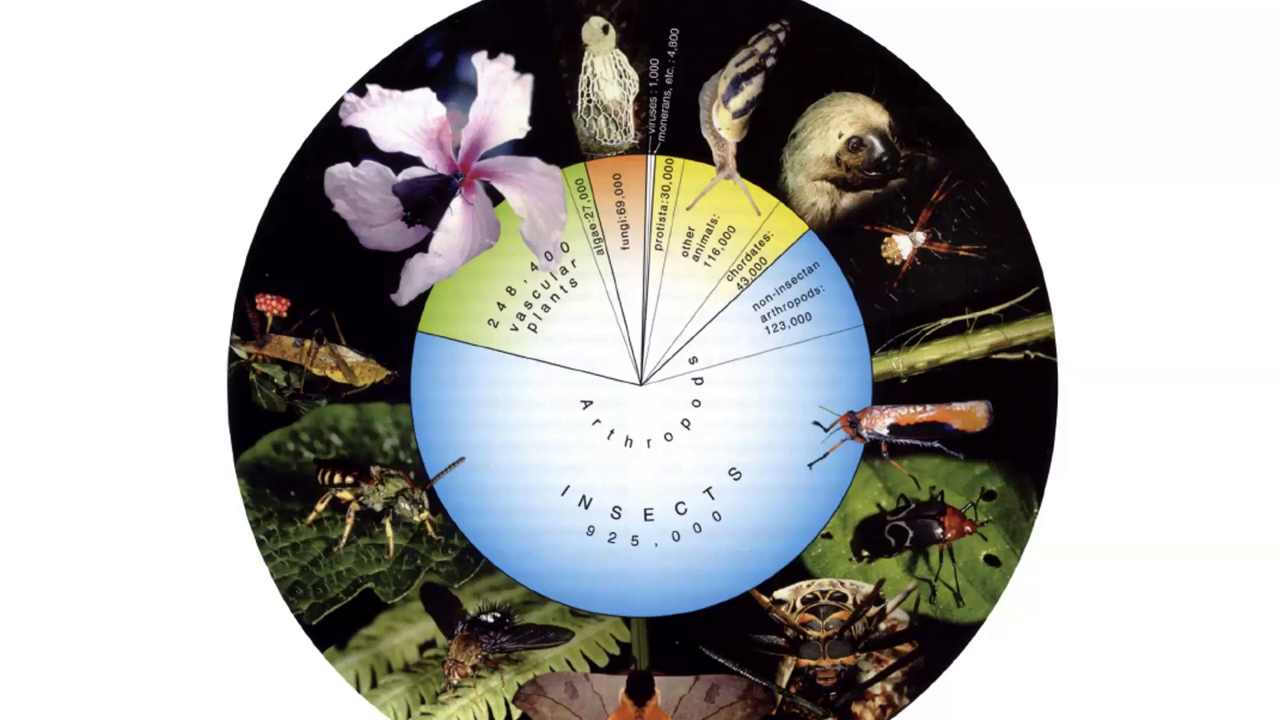 viruses : 1,000
monerans, etc. : 4,800
248,400
vascular
plants
algae:27,000
fungi:69,000
protista:30,000
other
animals:
116,000
chordates:
43,000
non-insectan
arthropods:
123,000
Arthropods
INSECTS
925,000